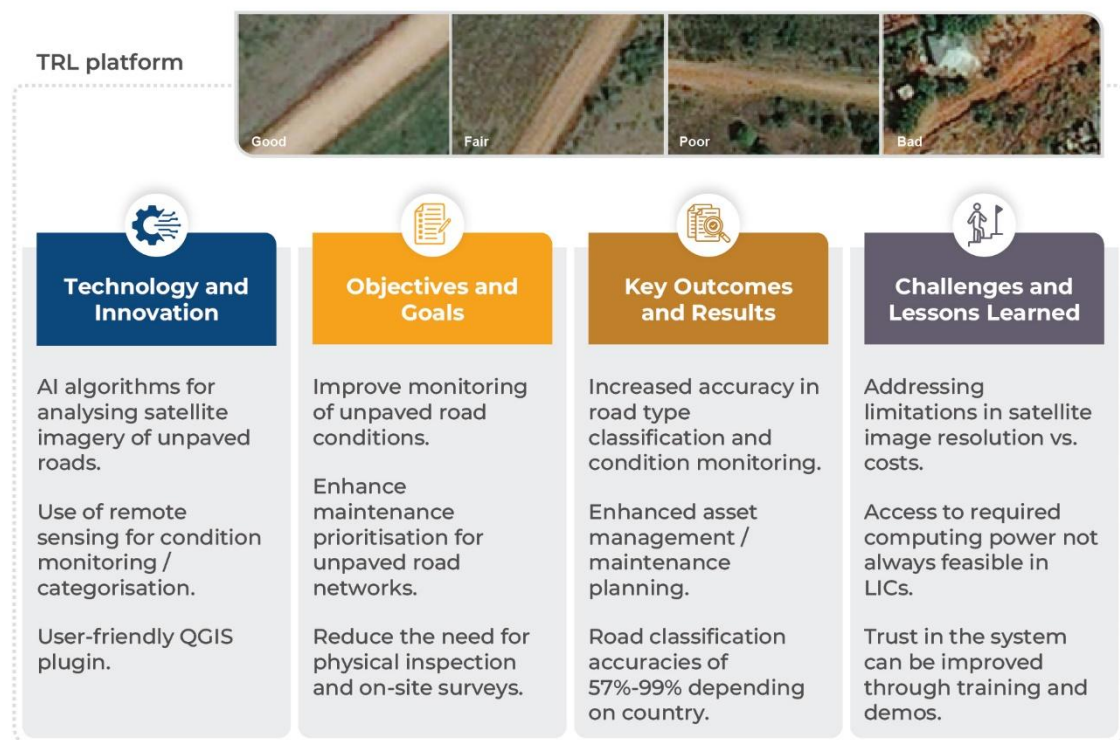 TRL platform
Good
Fair
Poor
Bad
Technology and
Innovation
AI algorithms for
analysing satellite
imagery of unpaved
roads.
Use of remote
sensing for condition
monitoring /
categorisation.
User-friendly QGIS
plugin.
Objectives and
Goals
Improve monitoring
of unpaved road
conditions.
Enhance
maintenance
prioritisation for
unpaved road
networks.
Reduce the need for
physical inspection
and on-site surveys.
Key Outcomes
and Results
Increased accuracy in
road type
classification and
condition monitoring.
Enhanced asset
management /
maintenance
planning.
Road classification
accuracies of
57%-99% depending
on country.
Challenges and
Lessons Learned
Addressing
limitations in satellite
image resolution vs.
costs.
Access to required
computing power not
always feasible in
LICs.
Trust in the system
can be improved
through training and
demos.